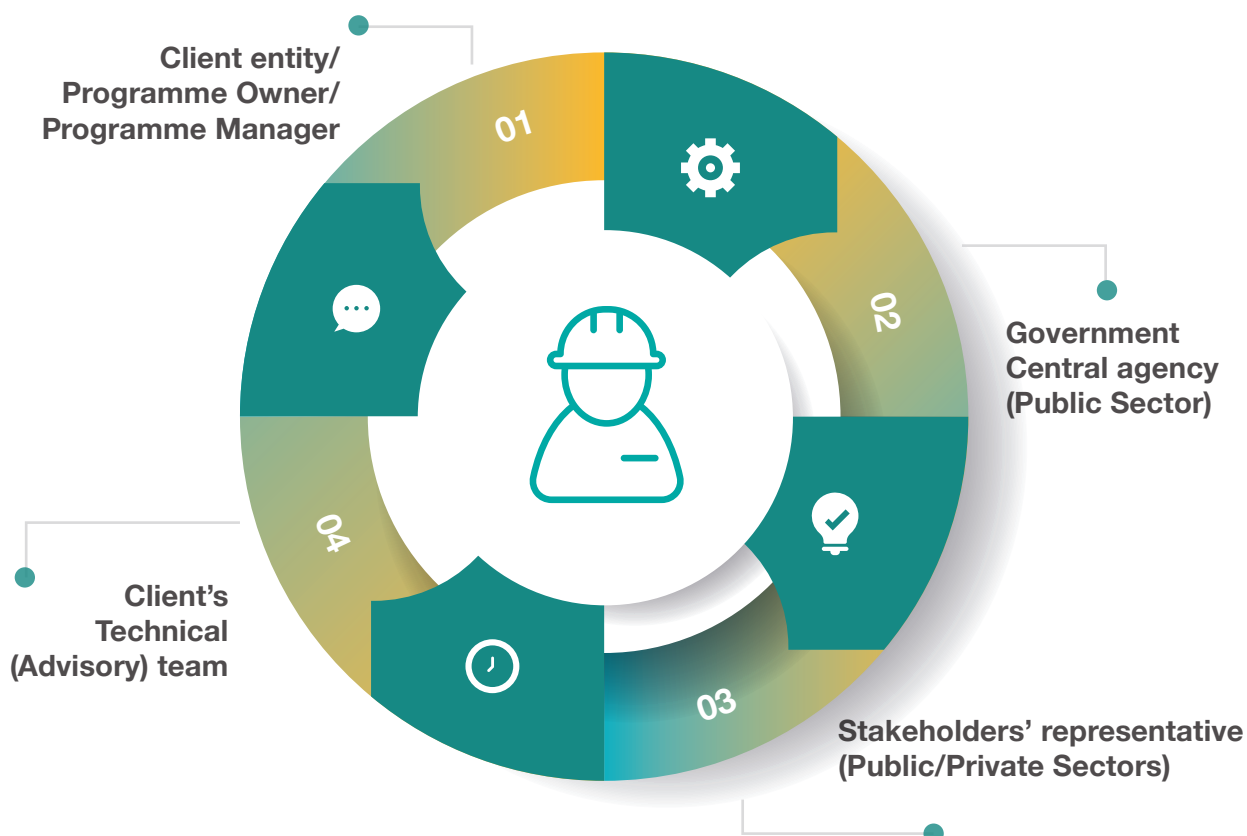 Client entity/
Programme Owner/
Programme Manager
01
02
Government
Central agency
(Public Sector)
03
Stakeholders’ representative
(Public/Private Sectors)
04
Client’s
Technical
(Advisory) team